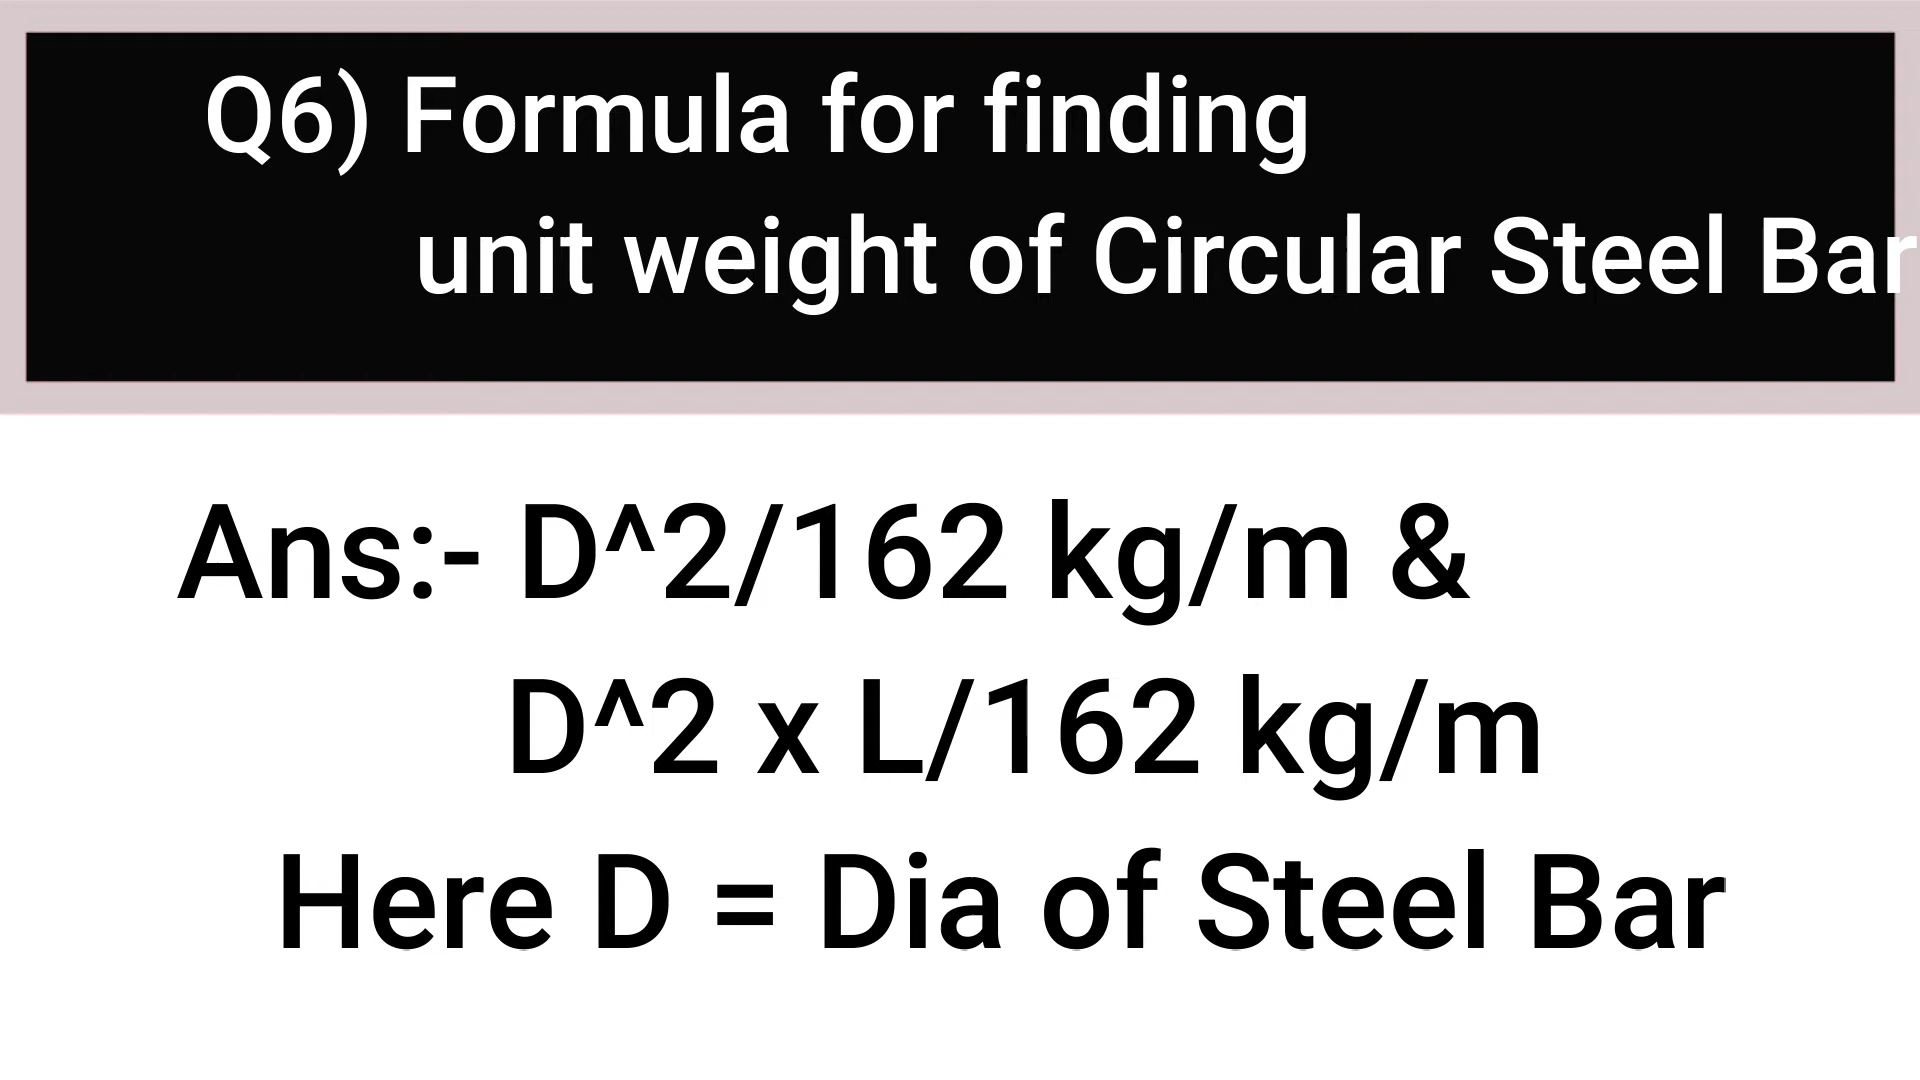 Q6) Formula for finding
unit weight of Circular Steel Bar
Ans:- D^2/162 kg/m &
D^2 x L/162 kg/m
Here D = Dia of Steel Bar